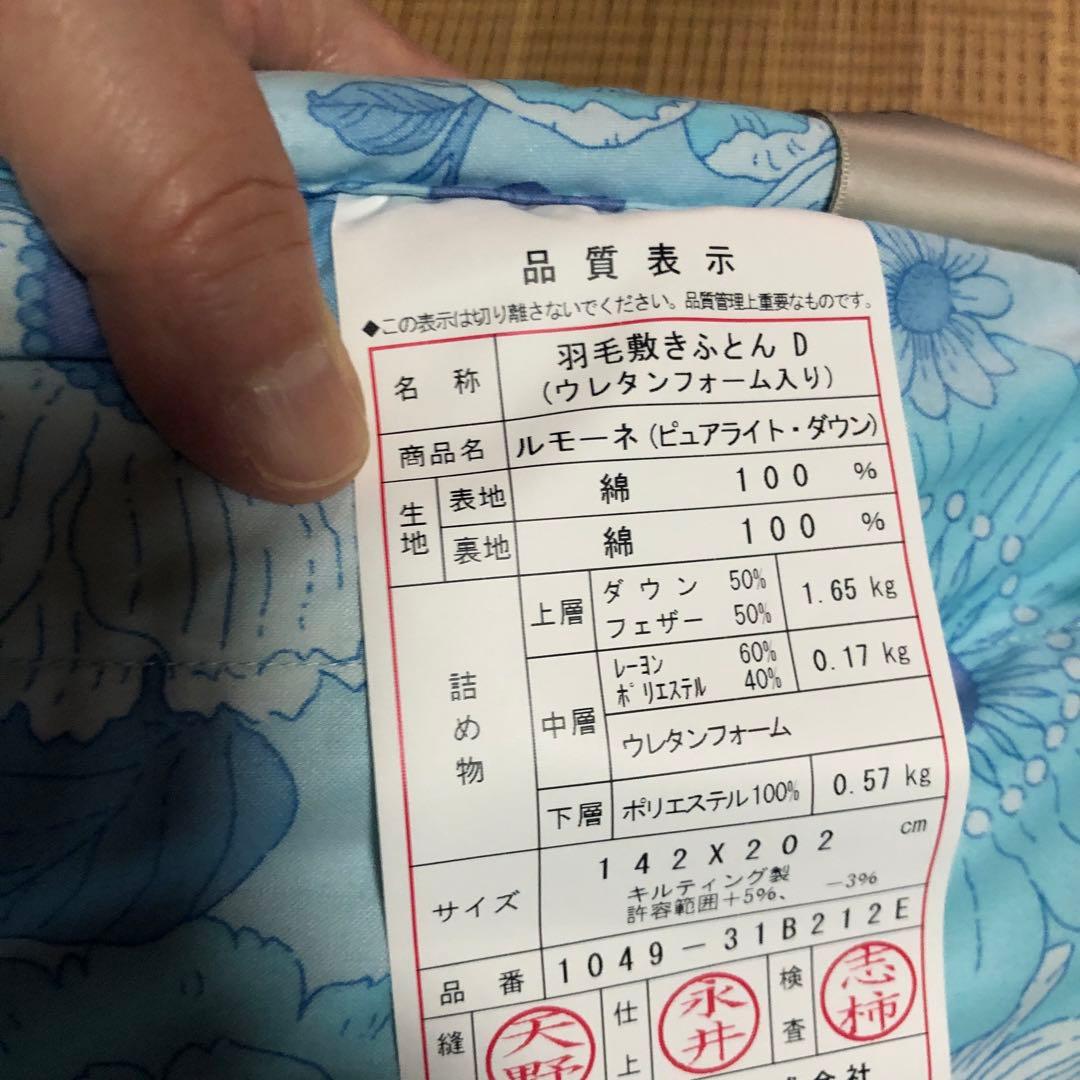 品質表示
◆この表示は切り離さないでください。品質管理上重要なものです。
名称 羽毛敷きふとん D
(ウレタンフォーム入り)
商品名 ルモーネ(ピュアライト・ダウン)
生地 表地 綿 100 %
裏地 綿 100 %
詰め物 上層 ダウン 50% フェザー 50% 1.65 kg
中層 レーヨン 60% ポリエステル 40% 0.17 kg
ウレタンフォーム
下層 ポリエステル100% 0.57 kg
サイズ 142X202 cm
キルティング製
許容範囲+5%、 -3%
品番 1049-31B212E
縫 天野 仕上 永井 検査 志柿
会社